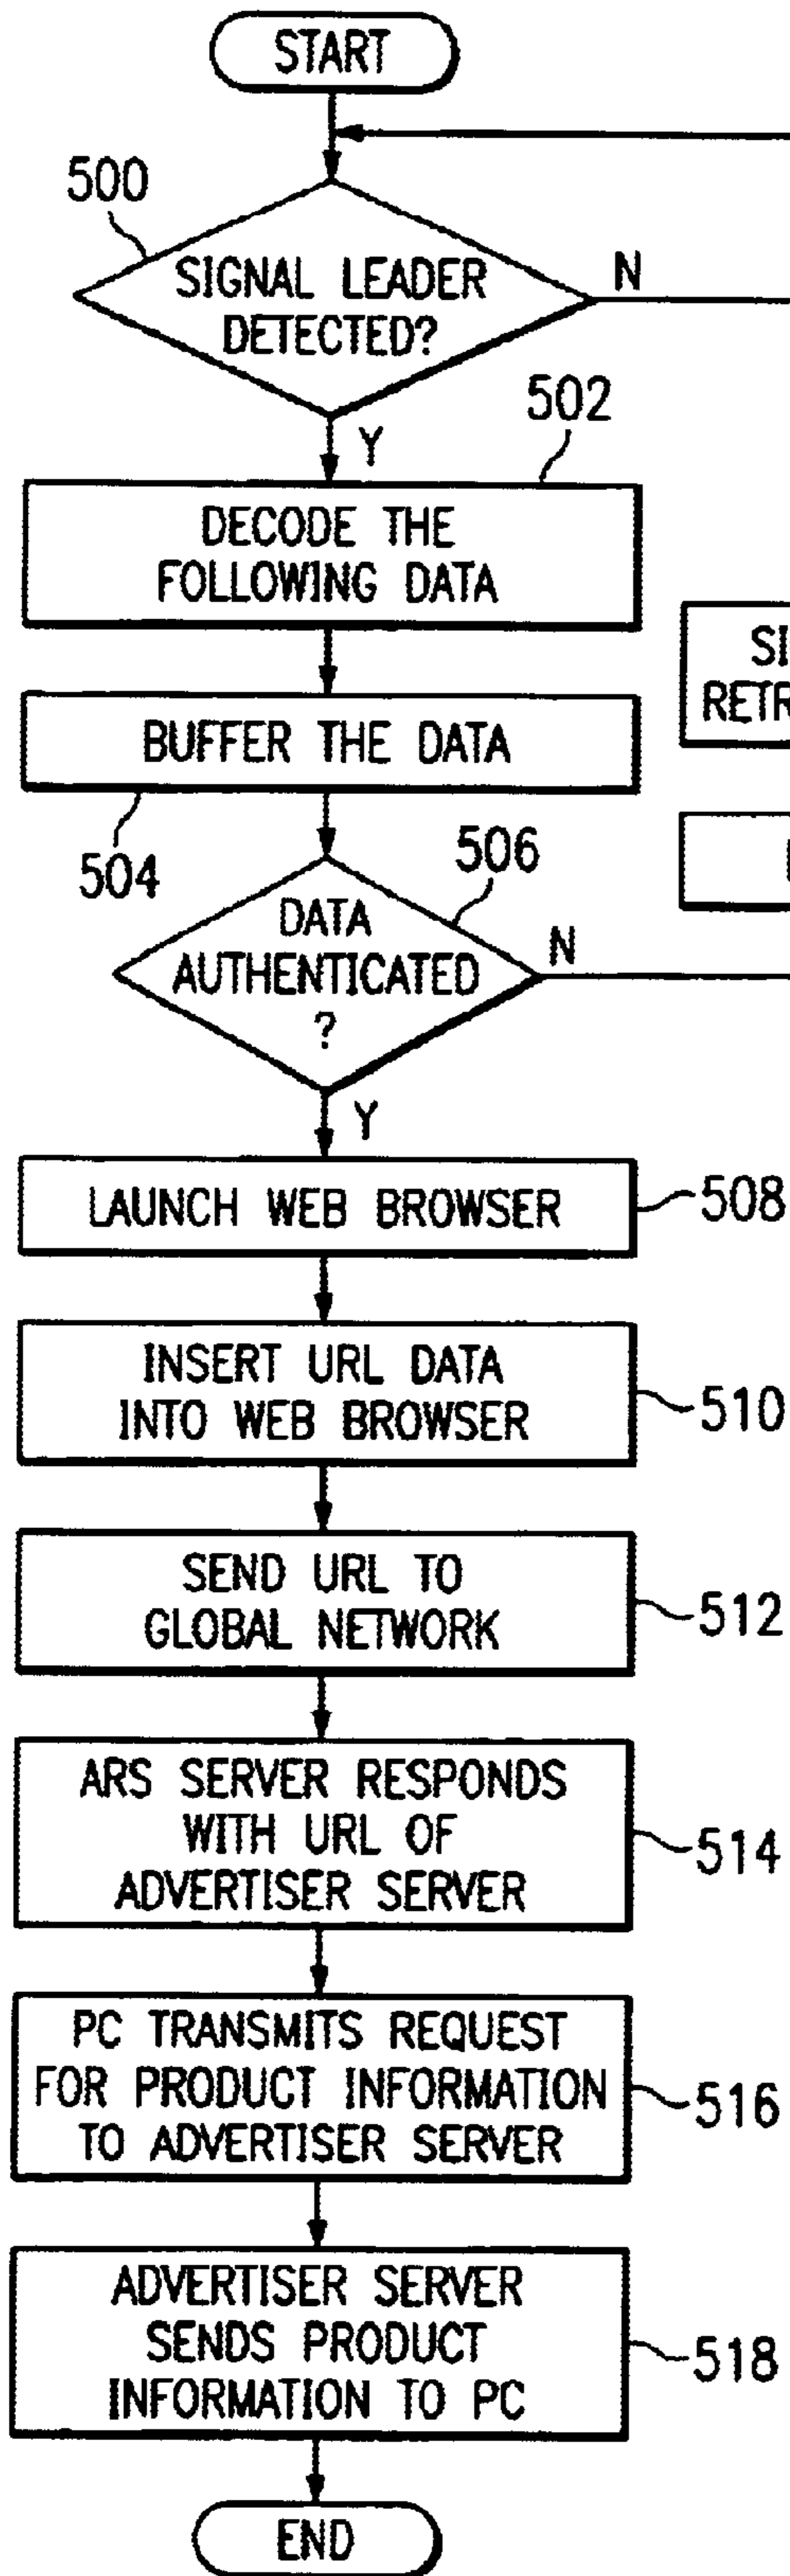 START
500
SIGNAL LEADER
DETECTED?
N
Y
502
DECODE THE
FOLLOWING DATA
BUFFER THE DATA
504
506
DATA
AUTHENTICATED
?
N
Y
LAUNCH WEB BROWSER
508
INSERT URL DATA
INTO WEB BROWSER
510
SEND URL TO
GLOBAL NETWORK
512
ARS SERVER RESPONDS
WITH URL OF
ADVERTISER SERVER
514
PC TRANSMITS REQUEST
FOR PRODUCT INFORMATION
TO ADVERTISER SERVER
516
ADVERTISER SERVER
SENDS PRODUCT
INFORMATION TO PC
518
END